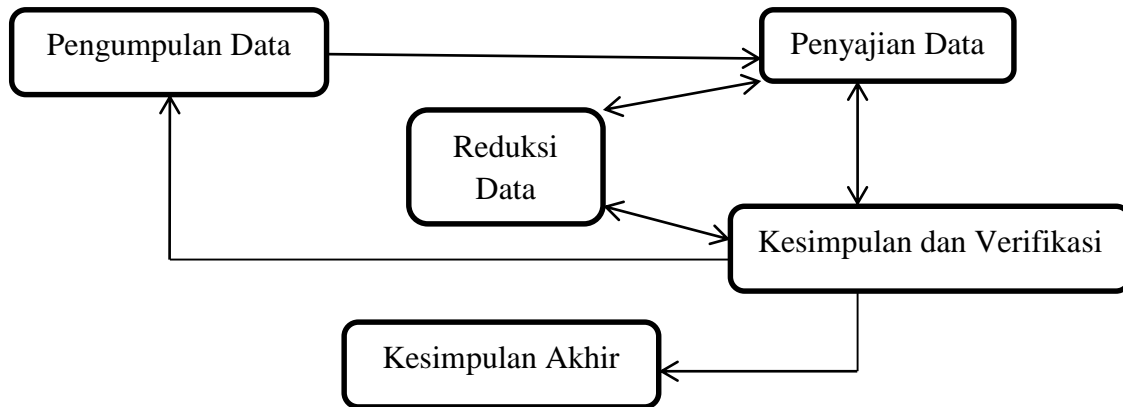 Pengumpulan Data
Penyajian Data
Reduksi
Data
Kesimpulan dan Verifikasi
Kesimpulan Akhir